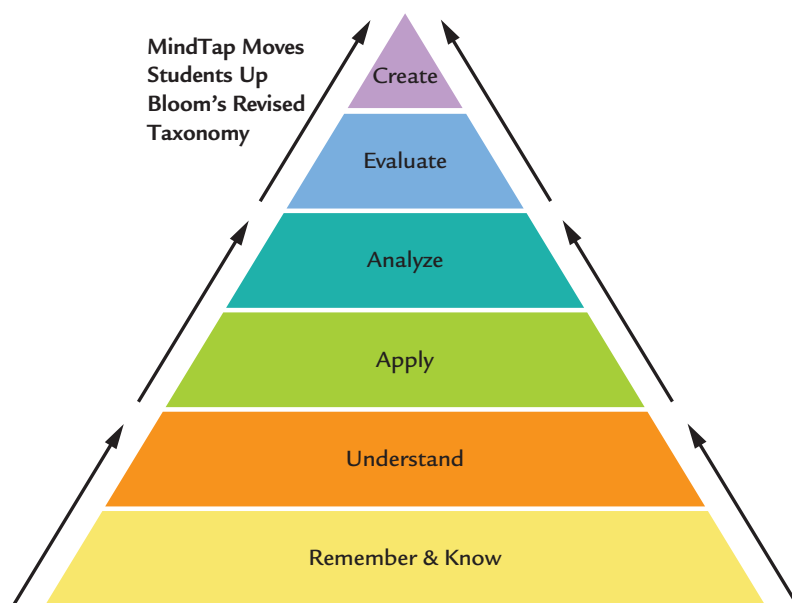 MindTap Moves
Students Up
Bloom’s Revised
Taxonomy
Create
Evaluate
Analyze
Apply
Understand
Remember & Know